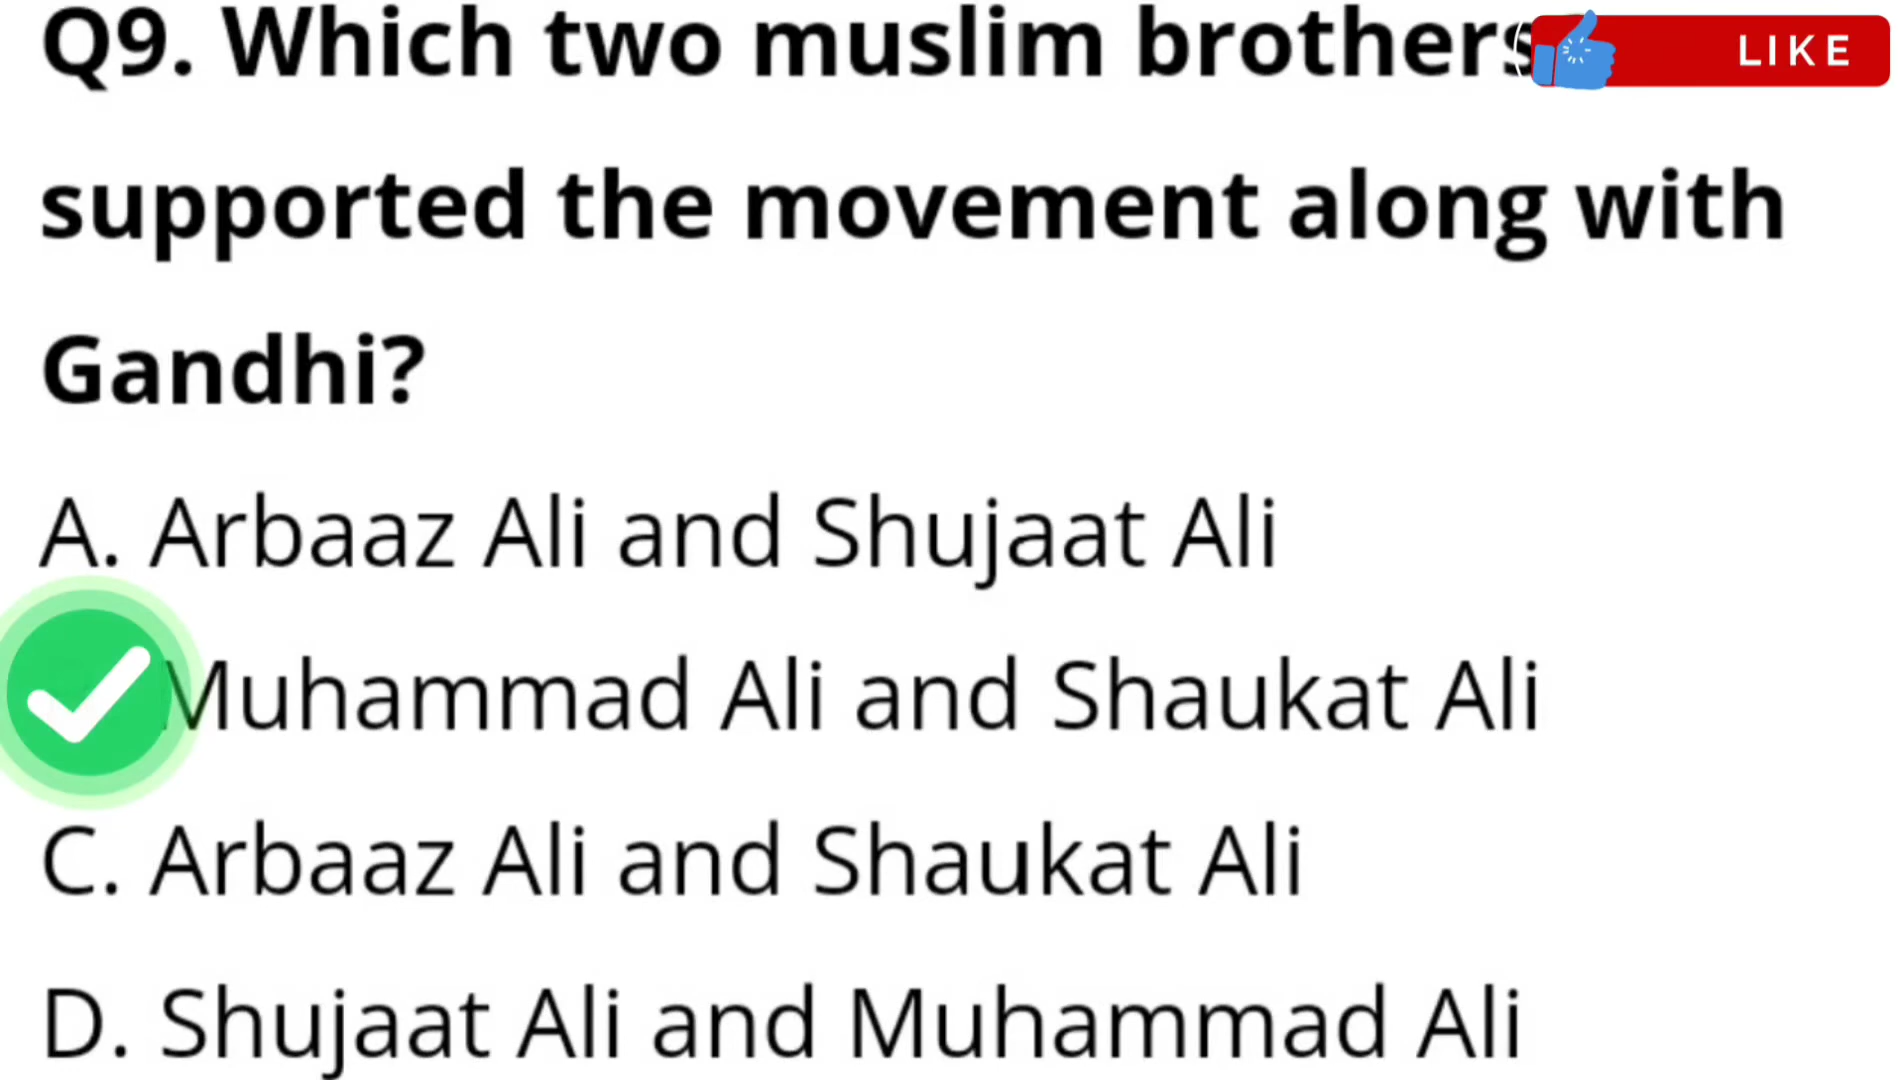 Q9. Which two muslim brothers LIKE
supported the movement along with
Gandhi?
A. Arbaaz Ali and Shujaat Ali
Muhammad Ali and Shaukat Ali
C. Arbaaz Ali and Shaukat Ali
D. Shujaat Ali and Muhammad Ali